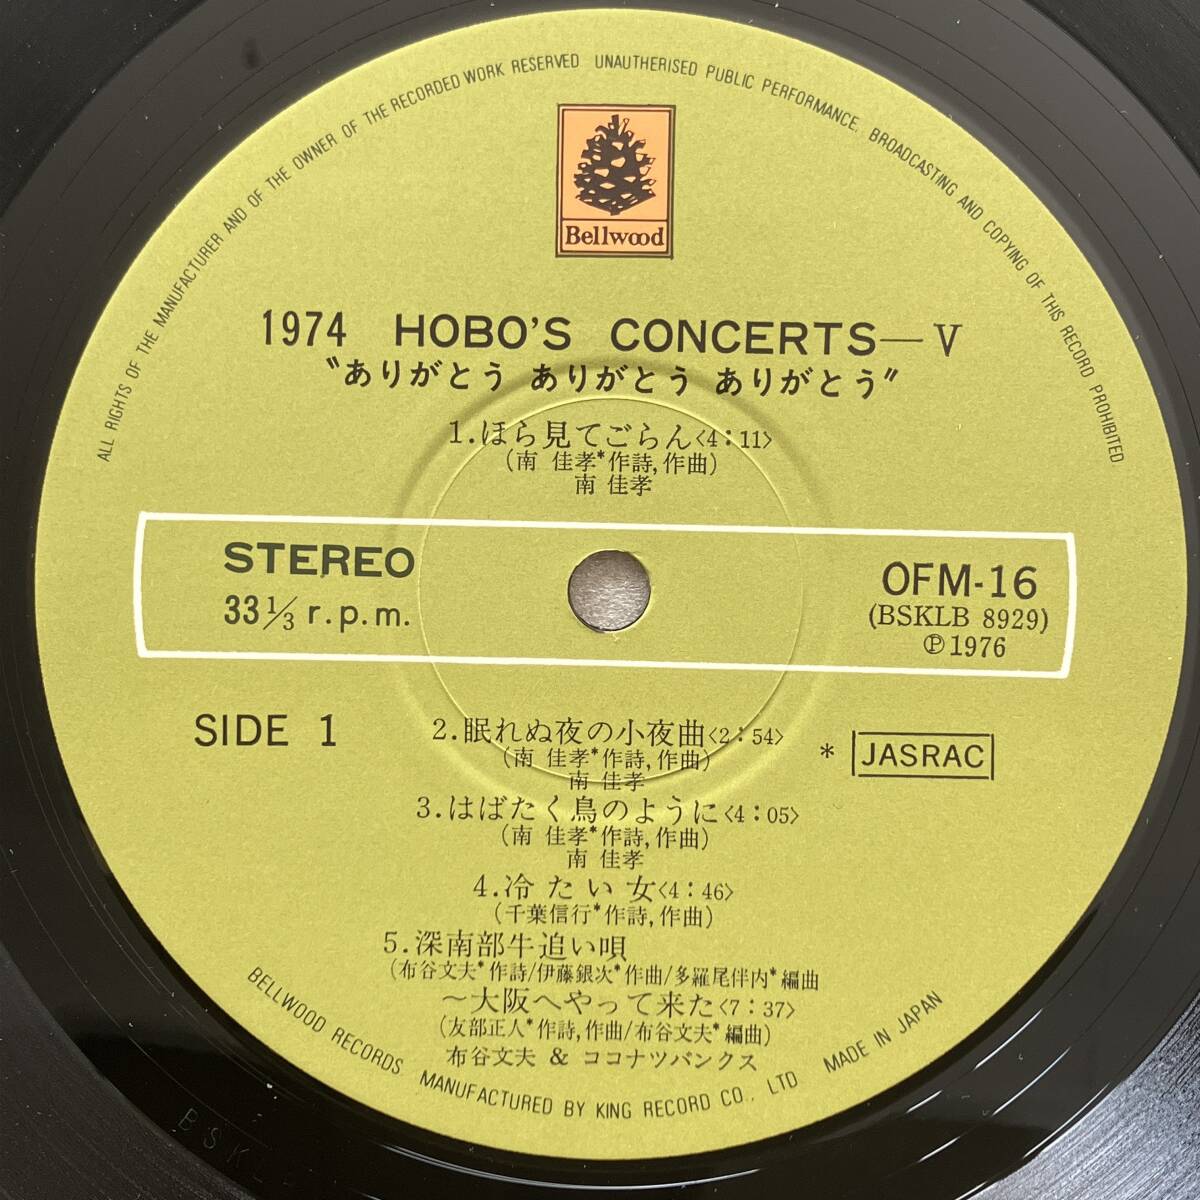 ALL RIGHTS OF THE MANUFACTURER AND OF THE OWNER OF THE RECORDED WORK RESERVED UNAUTHERISED PUBLIC PERFORMANCE, BROADCASTING AND COPYING OF THIS RECORD PROHIBITED.
Bellwood
1974 HOBO'S CONCERTS—V
〝ありがとう ありがとう ありがとう〟
1.ほら見てごらん〈4:11〉
(南 佳孝*作詩,作曲)
南 佳孝
STEREO
33⅓ r.p.m.
OFM-16
(BSKLB 8929)
Ⓟ1976
SIDE 1
2.眠れぬ夜の小夜曲〈2:54〉
(南 佳孝*作詩,作曲)
南 佳孝
* JASRAC
3.はばたく鳥のように〈4:05〉
(南 佳孝*作詩,作曲)
南 佳孝
4.冷たい女〈4:46〉
(千葉信行*作詩,作曲)
5.深南部牛追い唄
(布谷文夫*作詩/伊藤銀次*作曲/多羅尾伴内*編曲
〜大阪へやって来た〈7:37〉
(友部正人*作詩,作曲/布谷文夫*編曲)
布谷文夫 & ココナツバンクス
BELLWOOD RECORDS MANUFACTURED BY KING RECORD CO., LTD MADE IN JAPAN
BSK